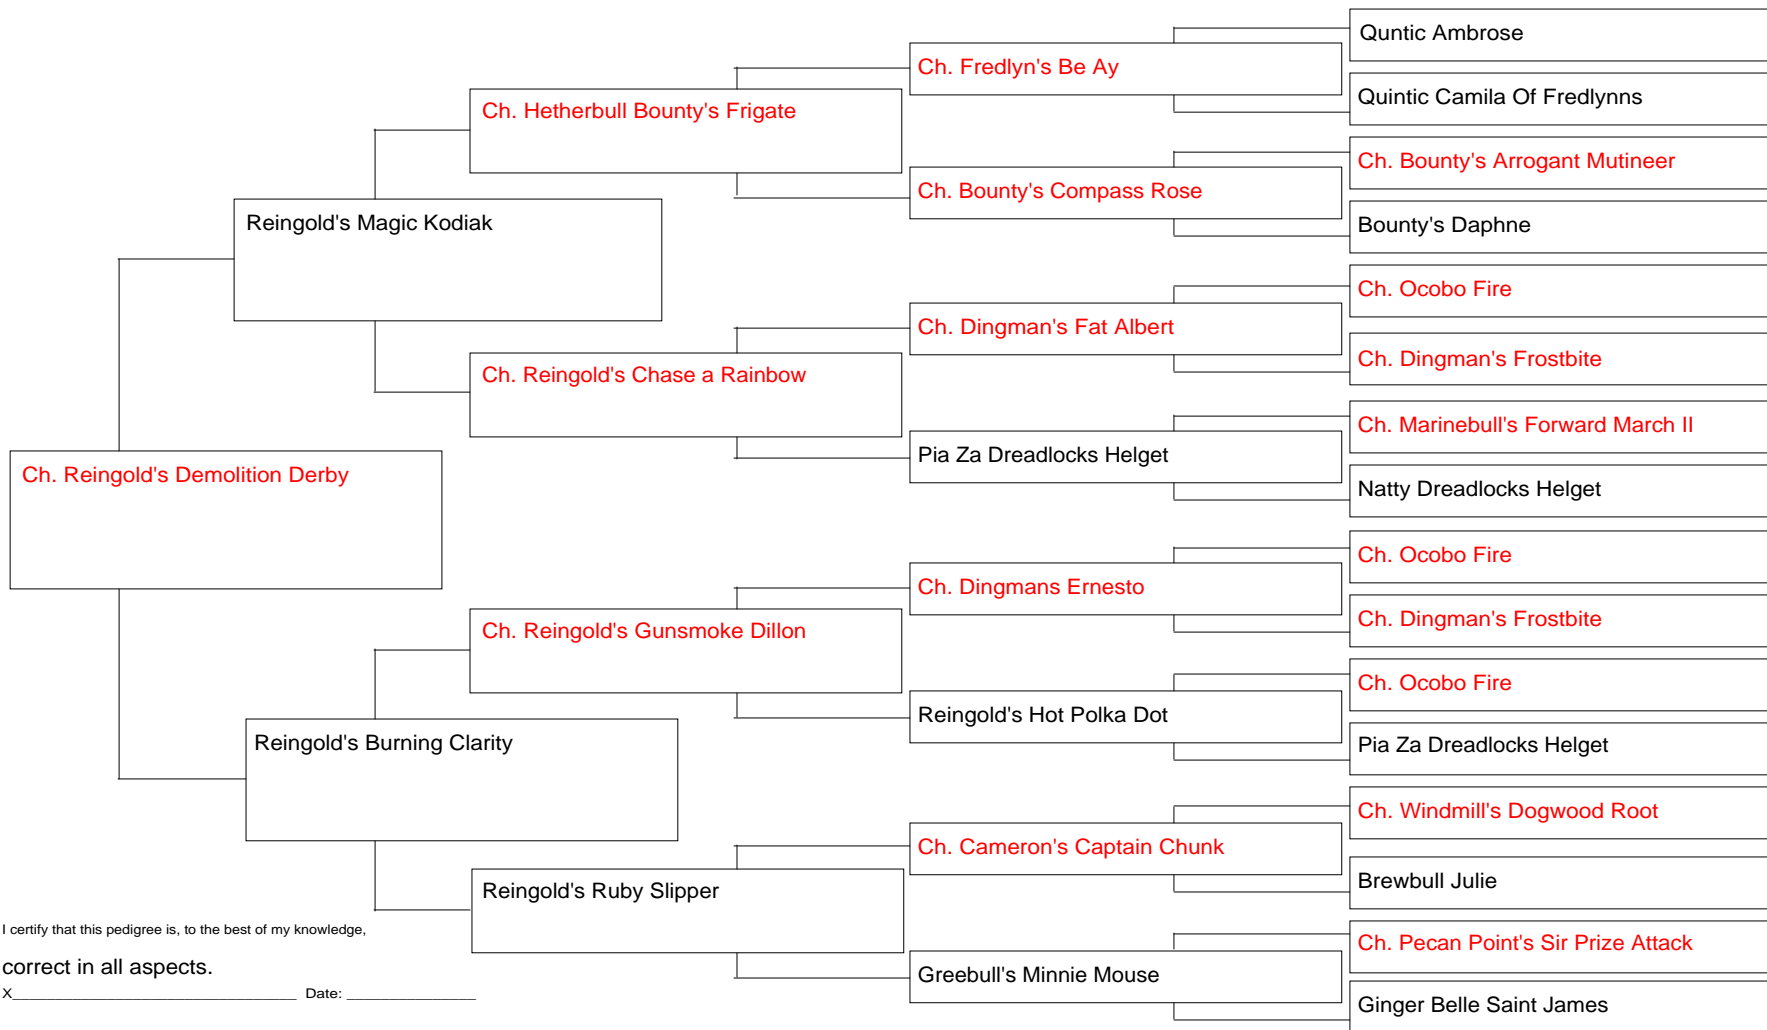 Quntic Ambrose
Ch. Fredlyn's Be Ay
Quintic Camila Of Fredlynns
Ch. Hetherbull Bounty's Frigate
Ch. Bounty's Arrogant Mutineer
Ch. Bounty's Compass Rose
Bounty's Daphne
Reingold's Magic Kodiak
Ch. Ocobo Fire
Ch. Dingman's Fat Albert
Ch. Dingman's Frostbite
Ch. Reingold's Chase a Rainbow
Ch. Marinebull's Forward March II
Pia Za Dreadlocks Helget
Natty Dreadlocks Helget
Ch. Reingold's Demolition Derby
Ch. Ocobo Fire
Ch. Dingmans Ernesto
Ch. Dingman's Frostbite
Ch. Reingold's Gunsmoke Dillon
Ch. Ocobo Fire
Reingold's Hot Polka Dot
Pia Za Dreadlocks Helget
Reingold's Burning Clarity
Ch. Windmill's Dogwood Root
Ch. Cameron's Captain Chunk
Brewbull Julie
Reingold's Ruby Slipper
Ch. Pecan Point's Sir Prize Attack
Greebull's Minnie Mouse
Ginger Belle Saint James
I certify that this pedigree is, to the best of my knowledge,
correct in all aspects.
X_________________________________ Date: _______________